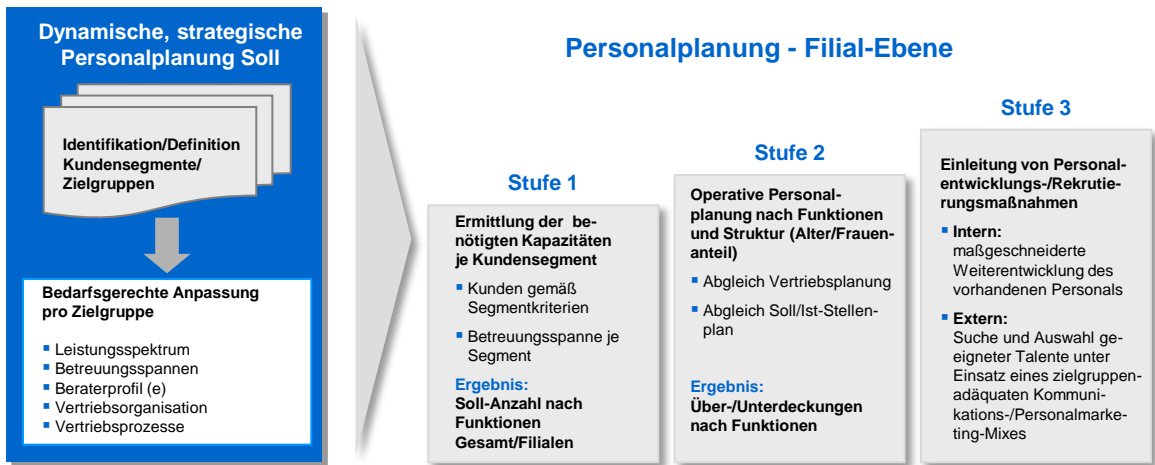 Dynamische, strategische
Personalplanung Soll
Identifikation/Definition
Kundensegmente/
Zielgruppen
Bedarfsgerechte Anpassung
pro Zielgruppe
▪ Leistungsspektrum
▪ Betreuungsspannen
▪ Beraterprofil (e)
▪ Vertriebsorganisation
▪ Vertriebsprozesse
Personalplanung - Filial-Ebene
Stufe 1
Ermittlung der be-
nötigten Kapazitäten
je Kundensegment
▪ Kunden gemäß
Segmentkriterien
▪ Betreuungsspanne je
Segment
Ergebnis:
Soll-Anzahl nach
Funktionen
Gesamt/Filialen
Stufe 2
Operative Personal-
planung nach Funktionen
und Struktur (Alter/Frauen-
anteil)
▪ Abgleich Vertriebsplanung
▪ Abgleich Soll/Ist-Stellen-
plan
Ergebnis:
Über-/Unterdeckungen
nach Funktionen
Stufe 3
Einleitung von Personal-
entwicklungs-/Rekrutie-
rungsmaßnahmen
▪ Intern:
maßgeschneiderte
Weiterentwicklung des
vorhandenen Personals
▪ Extern:
Suche und Auswahl ge-
eigneter Talente unter
Einsatz eines zielgruppen-
adäquaten Kommuni-
kations-/Personalmarke-
ting-Mixes